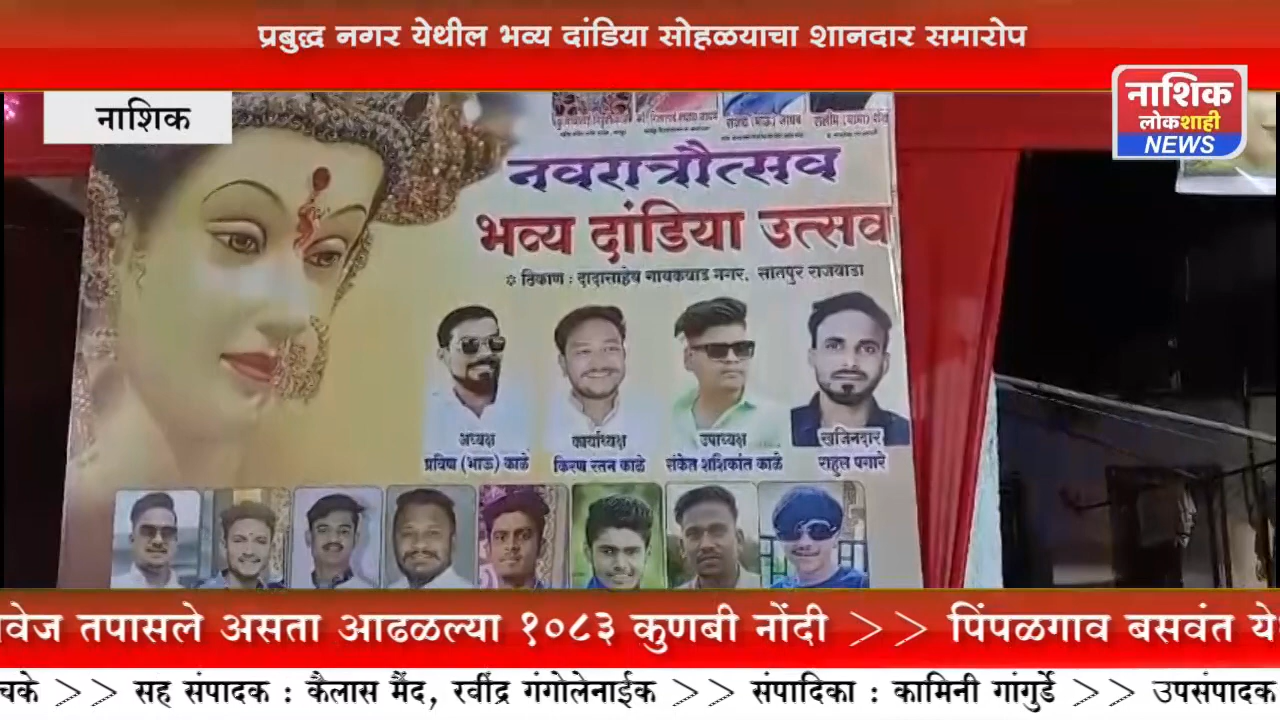 प्रबुद्ध नगर येथील भव्य दांडिया सोहळयाचा शानदार समारोप
नाशिक
नाशिक
लोकशाही
NEWS
नवरात्रौत्सव
भव्य दांडिया उत्सव
ठिकाण : दादासाहेब गायकवाड नगर, सातपुर राजवाडा
अध्यक्ष
प्रविण (भाऊ) काळे
कार्याध्यक्ष
किरण रतन काळे
उपाध्यक्ष
संकेत शशिकांत काळे
खजिनदार
राहुल पगारे
वेज तपासले असता आढळल्या १०८३ कुणबी नोंदी >> पिंपळगाव बसवंत ये
चके >> सह संपादक : कैलास मैंद, रवींद्र गंगोलेनाईक >> संपादिका : कामिनी गांगुर्डे >> उपसंपादक